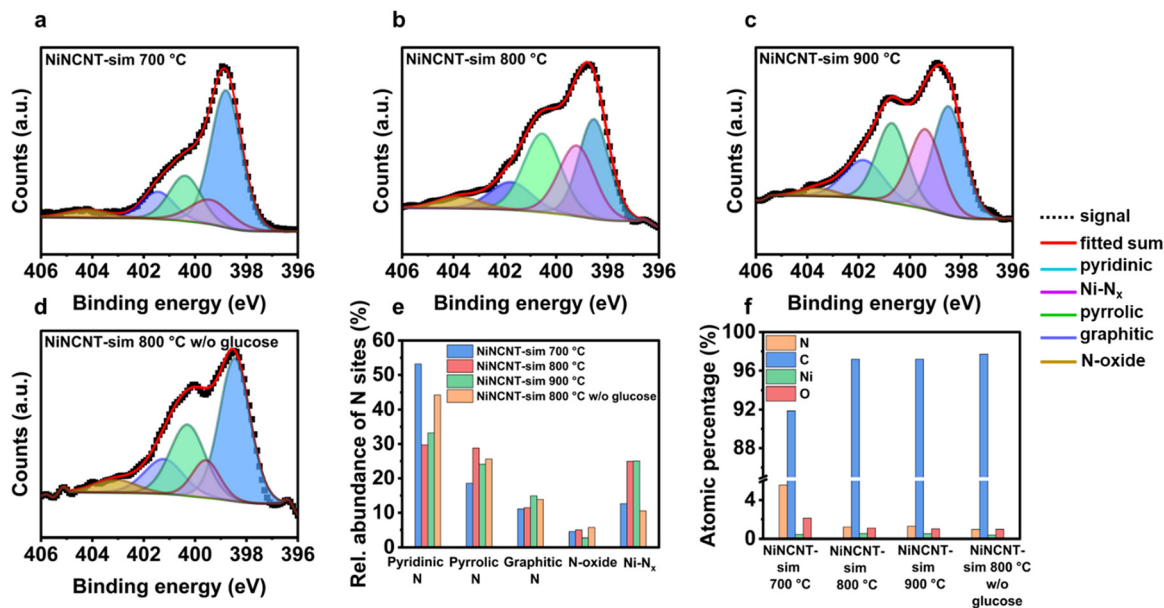 a
NiNCNT-sim 700 °C
Counts (a.u.)
406 404 402 400 398 396
Binding energy (eV)
b
NiNCNT-sim 800 °C
Counts (a.u.)
406 404 402 400 398 396
Binding energy (eV)
c
NiNCNT-sim 900 °C
Counts (a.u.)
406 404 402 400 398 396
Binding energy (eV)
signal
fitted sum
pyridinic
Ni-Nx
pyrrolic
graphitic
N-oxide
d
NiNCNT-sim 800 °C w/o glucose
Counts (a.u.)
406 404 402 400 398 396
Binding energy (eV)
e
Rel. abundance of N sites (%)
60
50
40
30
20
10
0
NiNCNT-sim 700 °C
NiNCNT-sim 800 °C
NiNCNT-sim 900 °C
NiNCNT-sim 800 °C w/o glucose
Pyridinic Pyrrolic Graphitic N-oxide Ni-Nx
N N N
f
Atomic percentage (%)
100
96
92
88
4
0
N
C
Ni
O
NiNCNT- NiNCNT- NiNCNT- NiNCNT-
sim sim sim sim 800 °C
700 °C 800 °C 900 °C w/o
glucose